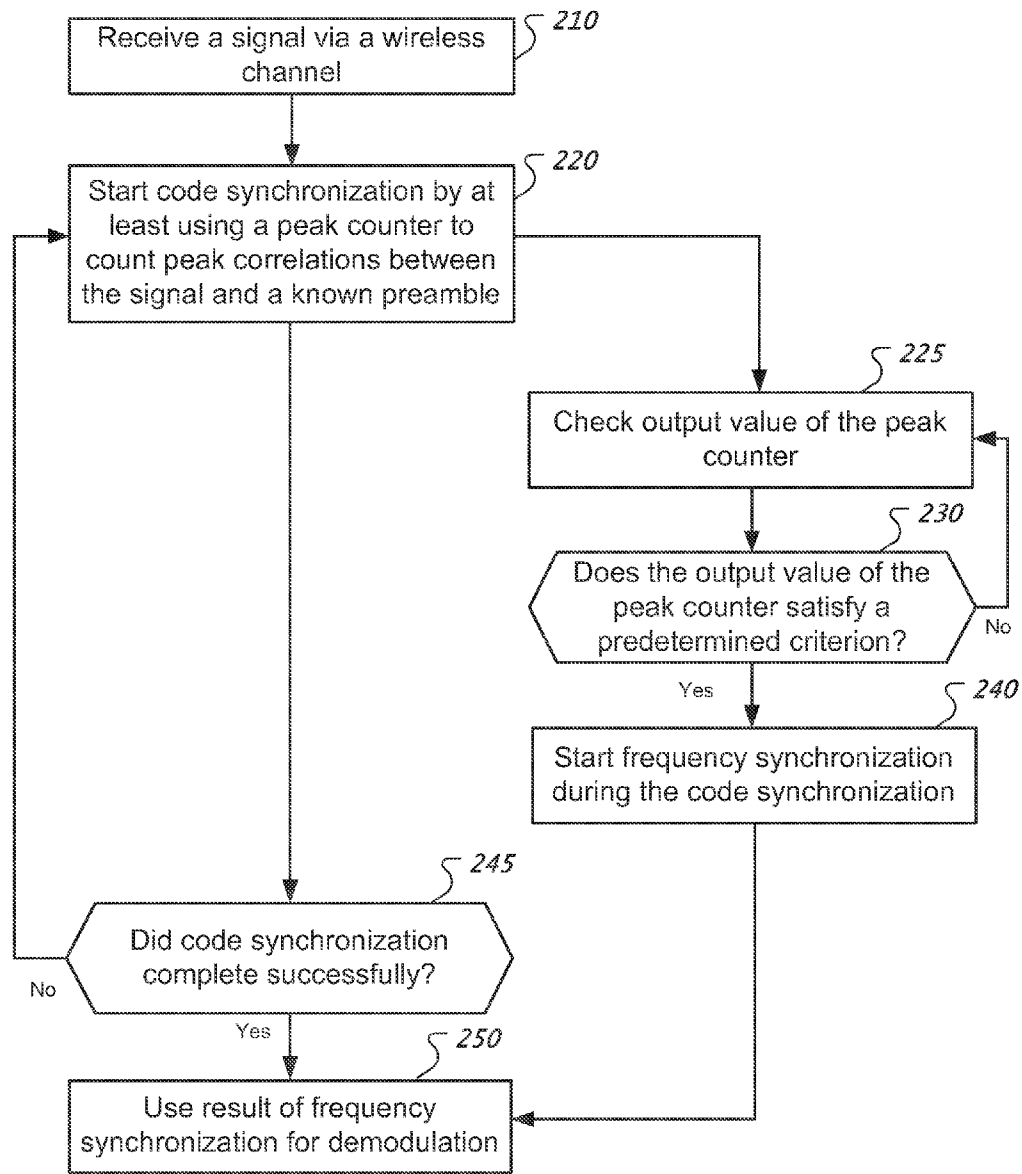 210
Receive a signal via a wireless
channel
220
Start code synchronization by at
least using a peak counter to
count peak correlations between
the signal and a known preamble
225
Check output value of the peak
counter
230
Does the output value of the
peak counter satisfy a
predetermined criterion?
No
Yes
240
Start frequency synchronization
during the code synchronization
245
Did code synchronization
complete successfully?
No
Yes
250
Use result of frequency
synchronization for demodulation